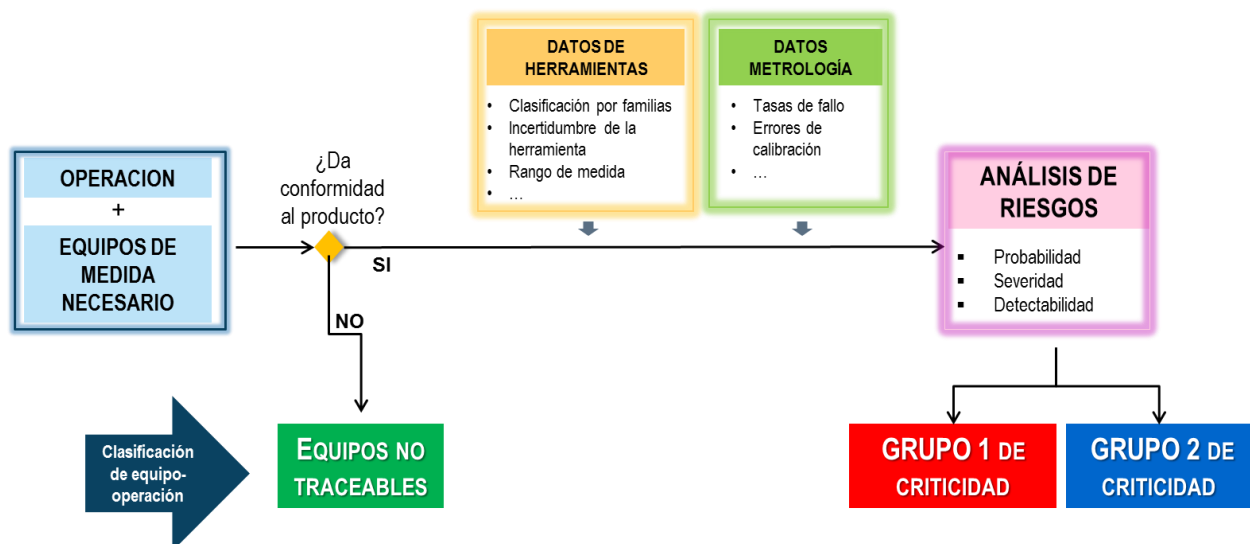 OPERACION
+
EQUIPOS DE
MEDIDA
NECESARIO
¿Da
conformidad
al producto?
SI
NO
DATOS DE
HERRAMIENTAS
• Clasificación por familias
• Incertidumbre de la
herramienta
• Rango de medida
• …
DATOS
METROLOGÍA
• Tasas de fallo
• Errores de
calibración
• …
ANÁLISIS DE
RIESGOS
▪ Probabilidad
▪ Severidad
▪ Detectabilidad
Clasificación
de equipo-
operación
EQUIPOS NO
TRACEABLES
GRUPO 1 DE
CRITICIDAD
GRUPO 2 DE
CRITICIDAD